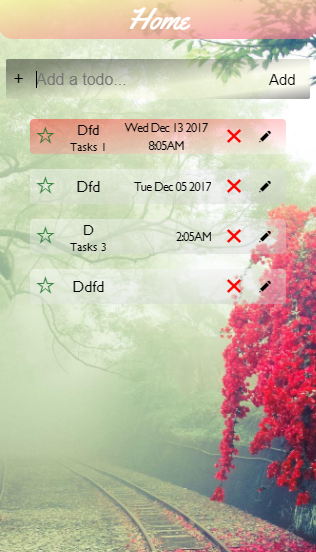 Home
+ Add a todo... Add
Dfd
Tasks 1
Wed Dec 13 2017
8:05AM
Dfd Tue Dec 05 2017
D
Tasks 3
2:05AM
Ddfd